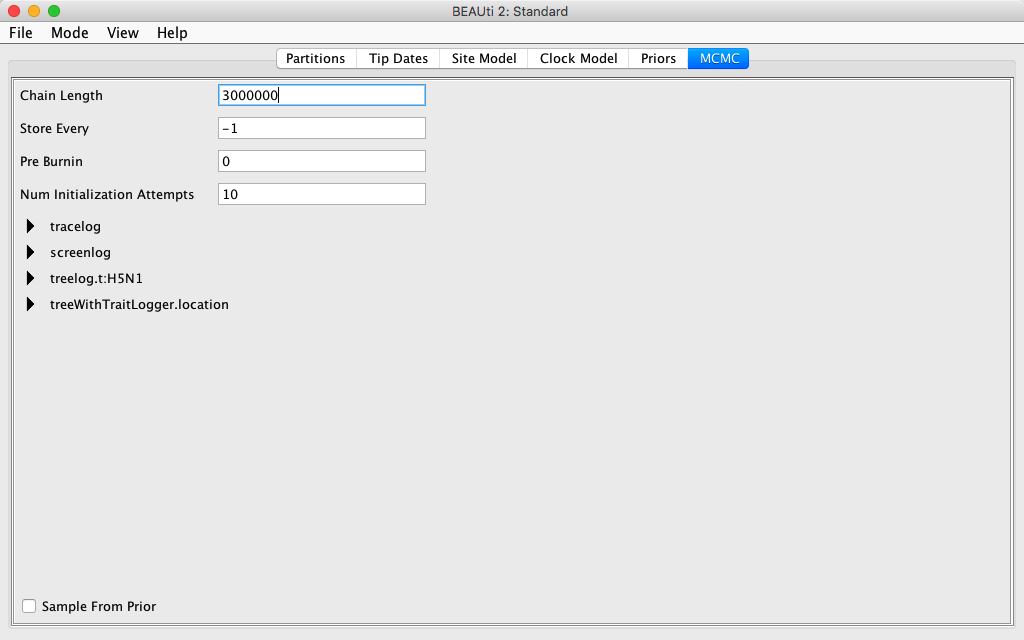 BEAUti 2: Standard
File Mode View Help
Partitions Tip Dates Site Model Clock Model Priors MCMC
Chain Length 3000000
Store Every -1
Pre Burnin 0
Num Initialization Attempts 10
tracelog
screenlog
treelog.t:H5N1
treeWithTraitLogger.location
Sample From Prior